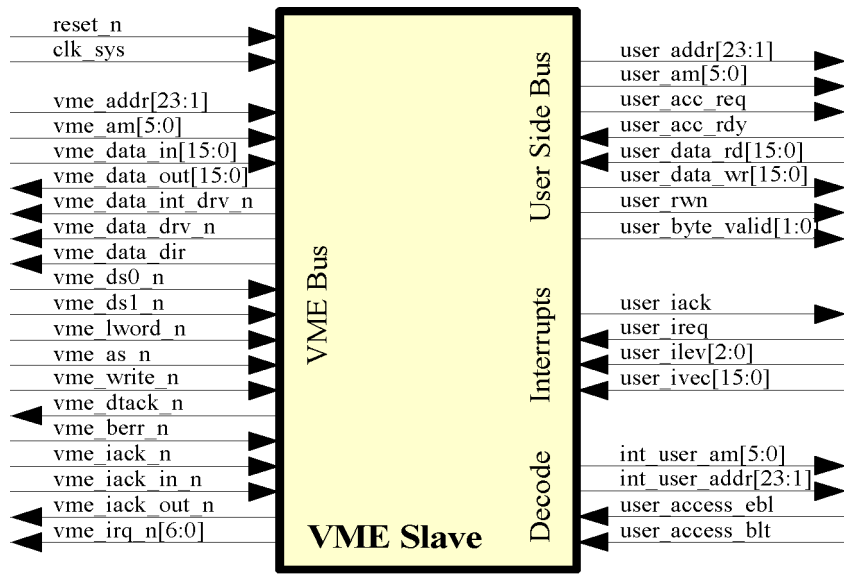 reset_n
clk_sys
vme_addr[23:1]
vme_am[5:0]
vme_data_in[15:0]
vme_data_out[15:0]
vme_data_int_drv_n
vme_data_drv_n
vme_data_dir
vme_ds0_n
vme_ds1_n
vme_lword_n
vme_as_n
vme_write_n
vme_dtack_n
vme_berr_n
vme_iack_n
vme_iack_in_n
vme_iack_out_n
vme_irq_n[6:0]
VME Bus
VME Slave
User Side Bus
Interrupts
Decode
user_addr[23:1]
user_am[5:0]
user_acc_req
user_acc_rdy
user_data_rd[15:0]
user_data_wr[15:0]
user_rwn
user_byte_valid[1:0]
user_iack
user_ireq
user_ilev[2:0]
user_ivec[15:0]
int_user_am[5:0]
int_user_addr[23:1]
user_access_ebl
user_access_blt